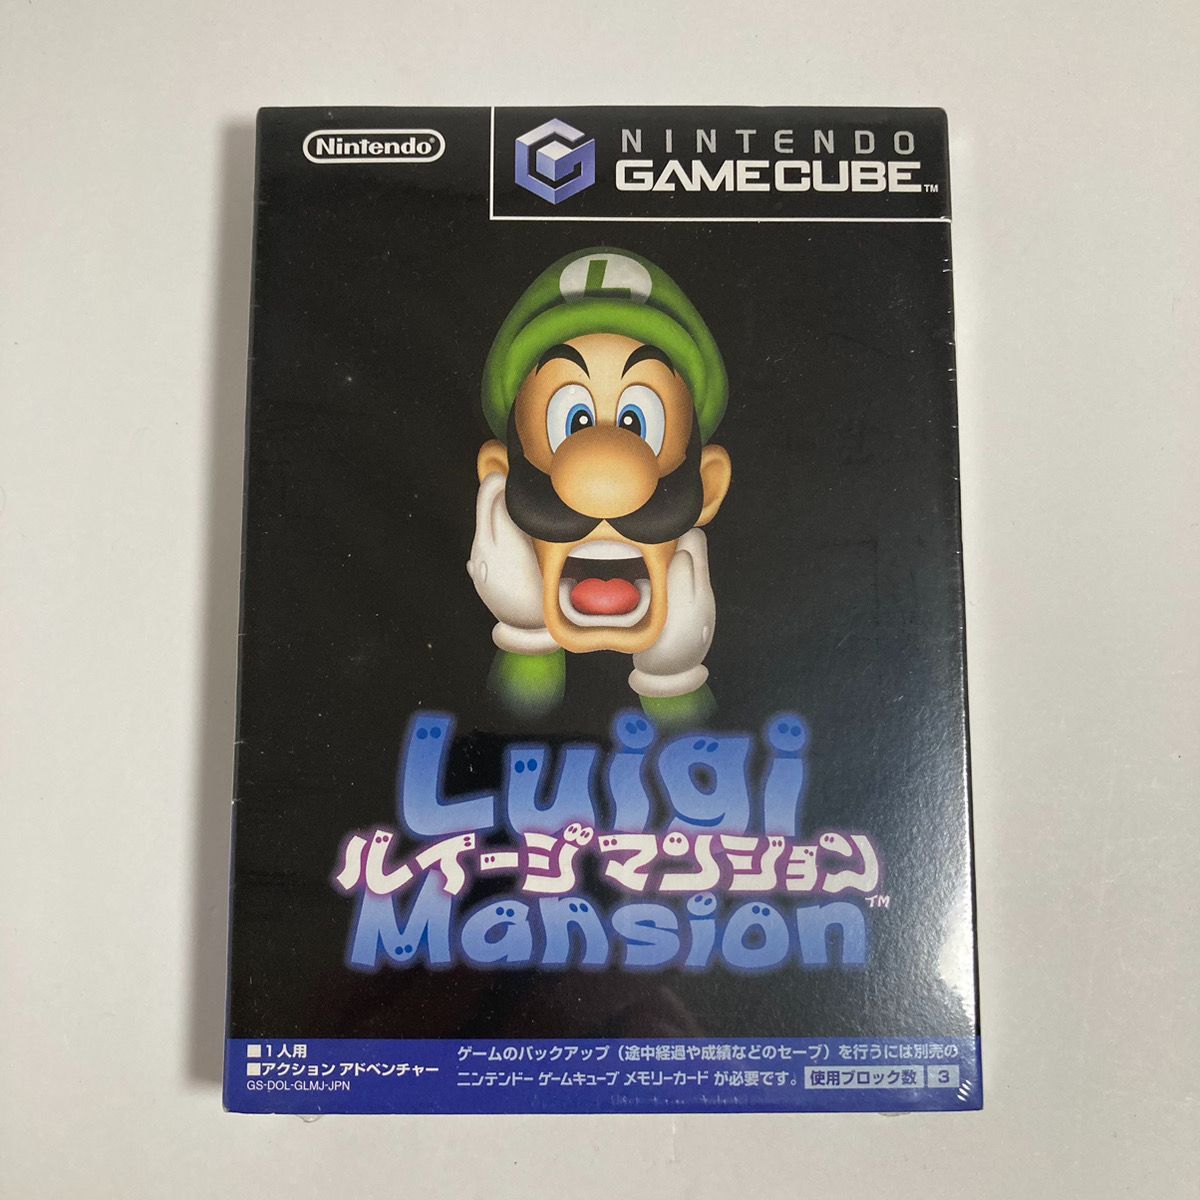 Nintendo®
NINTENDO
GAMECUBE™
L
Luigi
ルイージマンション
Mansion™
■1人用
■アクション アドベンチャー
GS-DOL-GLMJ-JPN
ゲームのバックアップ（途中経過や成績などのセーブ）を行うには別売の
ニンテンドー ゲームキューブ メモリーカード が必要です。 使用ブロック数 3